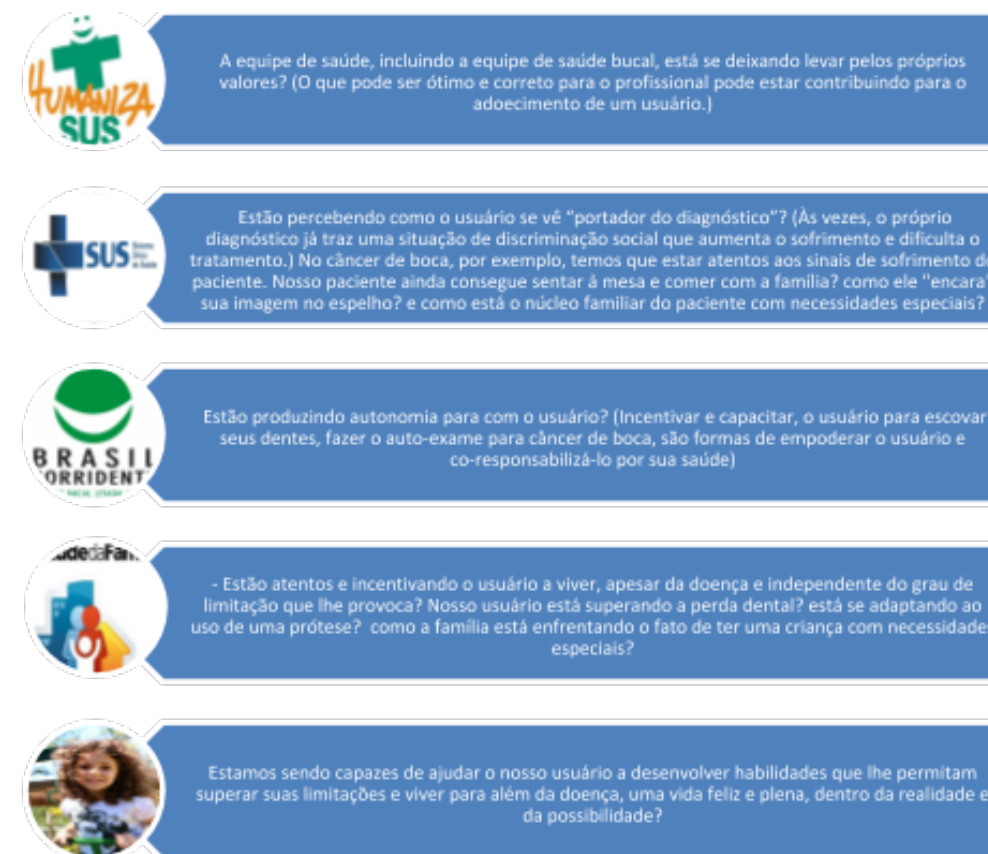 HUMANIZA
SUS
A equipe de saúde, incluindo a equipe de saúde bucal, está se deixando levar pelos próprios
valores? (O que pode ser ótimo e correto para o profissional pode estar contribuindo para o
adoecimento de um usuário.)
SUS
Estão percebendo como o usuário se vê "portador do diagnóstico"? (Às vezes, o próprio
diagnóstico já traz uma situação de discriminação social que aumenta o sofrimento e dificulta o
tratamento.) No câncer de boca, por exemplo, temos que estar atentos aos sinais de sofrimento do
paciente. Nosso paciente ainda consegue sentar à mesa e comer com a família? como ele "encara"
sua imagem no espelho? e como está o núcleo familiar do paciente com necessidades especiais?
BRASIL
ORRIDENT
Estão produzindo autonomia para com o usuário? (Incentivar e capacitar, o usuário para escovar
seus dentes, fazer o auto-exame para câncer de boca, são formas de empoderar o usuário e
co-responsabilizá-lo por sua saúde)
údedaFam
- Estão atentos e incentivando o usuário a viver, apesar da doença e independente do grau de
limitação que lhe provoca? Nosso usuário está superando a perda dental? está se adaptando ao
uso de uma prótese? como a família está enfrentando o fato de ter uma criança com necessidades
especiais?
Estamos sendo capazes de ajudar o nosso usuário a desenvolver habilidades que lhe permitam
superar suas limitações e viver para além da doença, uma vida feliz e plena, dentro da realidade e
da possibilidade?